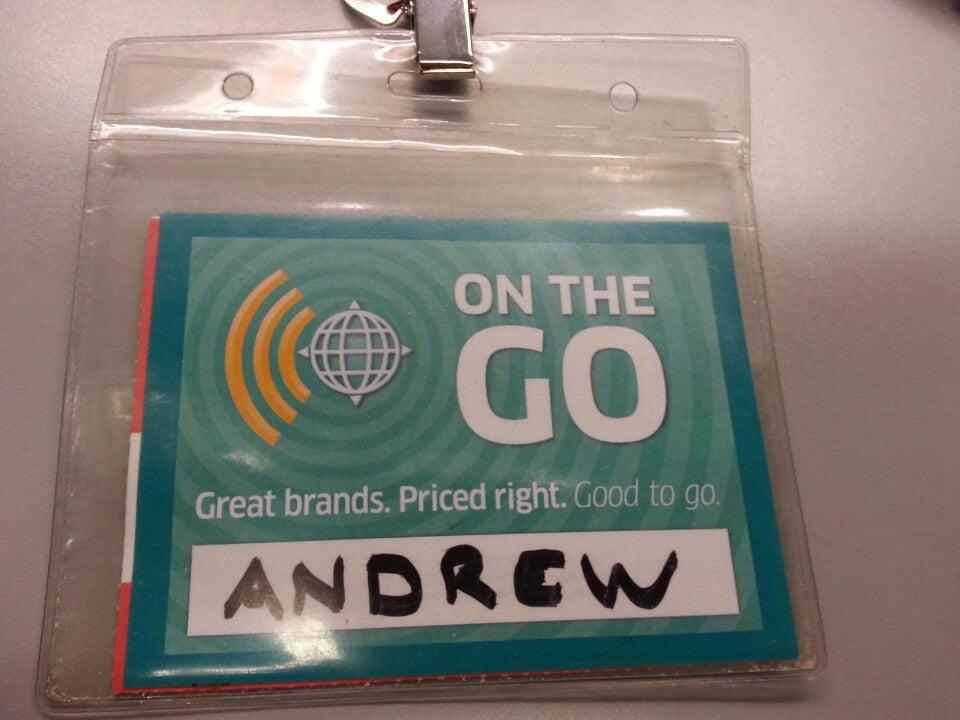 ON THE
GO
Great brands. Priced right. Good to go.
ANDREW